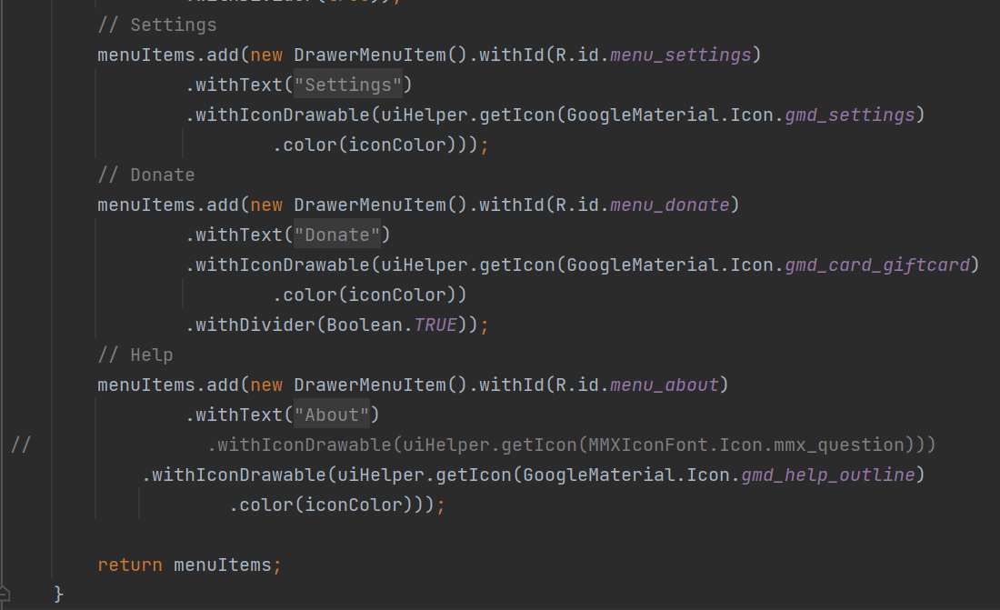 // Settings
menuItems.add(new DrawerMenuItem().withId(R.id.menu_settings)
.withText("Settings")
.withIconDrawable(uiHelper.getIcon(GoogleMaterial.Icon.gmd_settings)
.color(iconColor)));
// Donate
menuItems.add(new DrawerMenuItem().withId(R.id.menu_donate)
.withText("Donate")
.withIconDrawable(uiHelper.getIcon(GoogleMaterial.Icon.gmd_card_giftcard)
.color(iconColor))
.withDivider(Boolean.TRUE));
// Help
menuItems.add(new DrawerMenuItem().withId(R.id.menu_about)
.withText("About")
// .withIconDrawable(uiHelper.getIcon(MMXIconFont.Icon.mmx_question)))
.withIconDrawable(uiHelper.getIcon(GoogleMaterial.Icon.gmd_help_outline)
.color(iconColor)));
return menuItems;
}